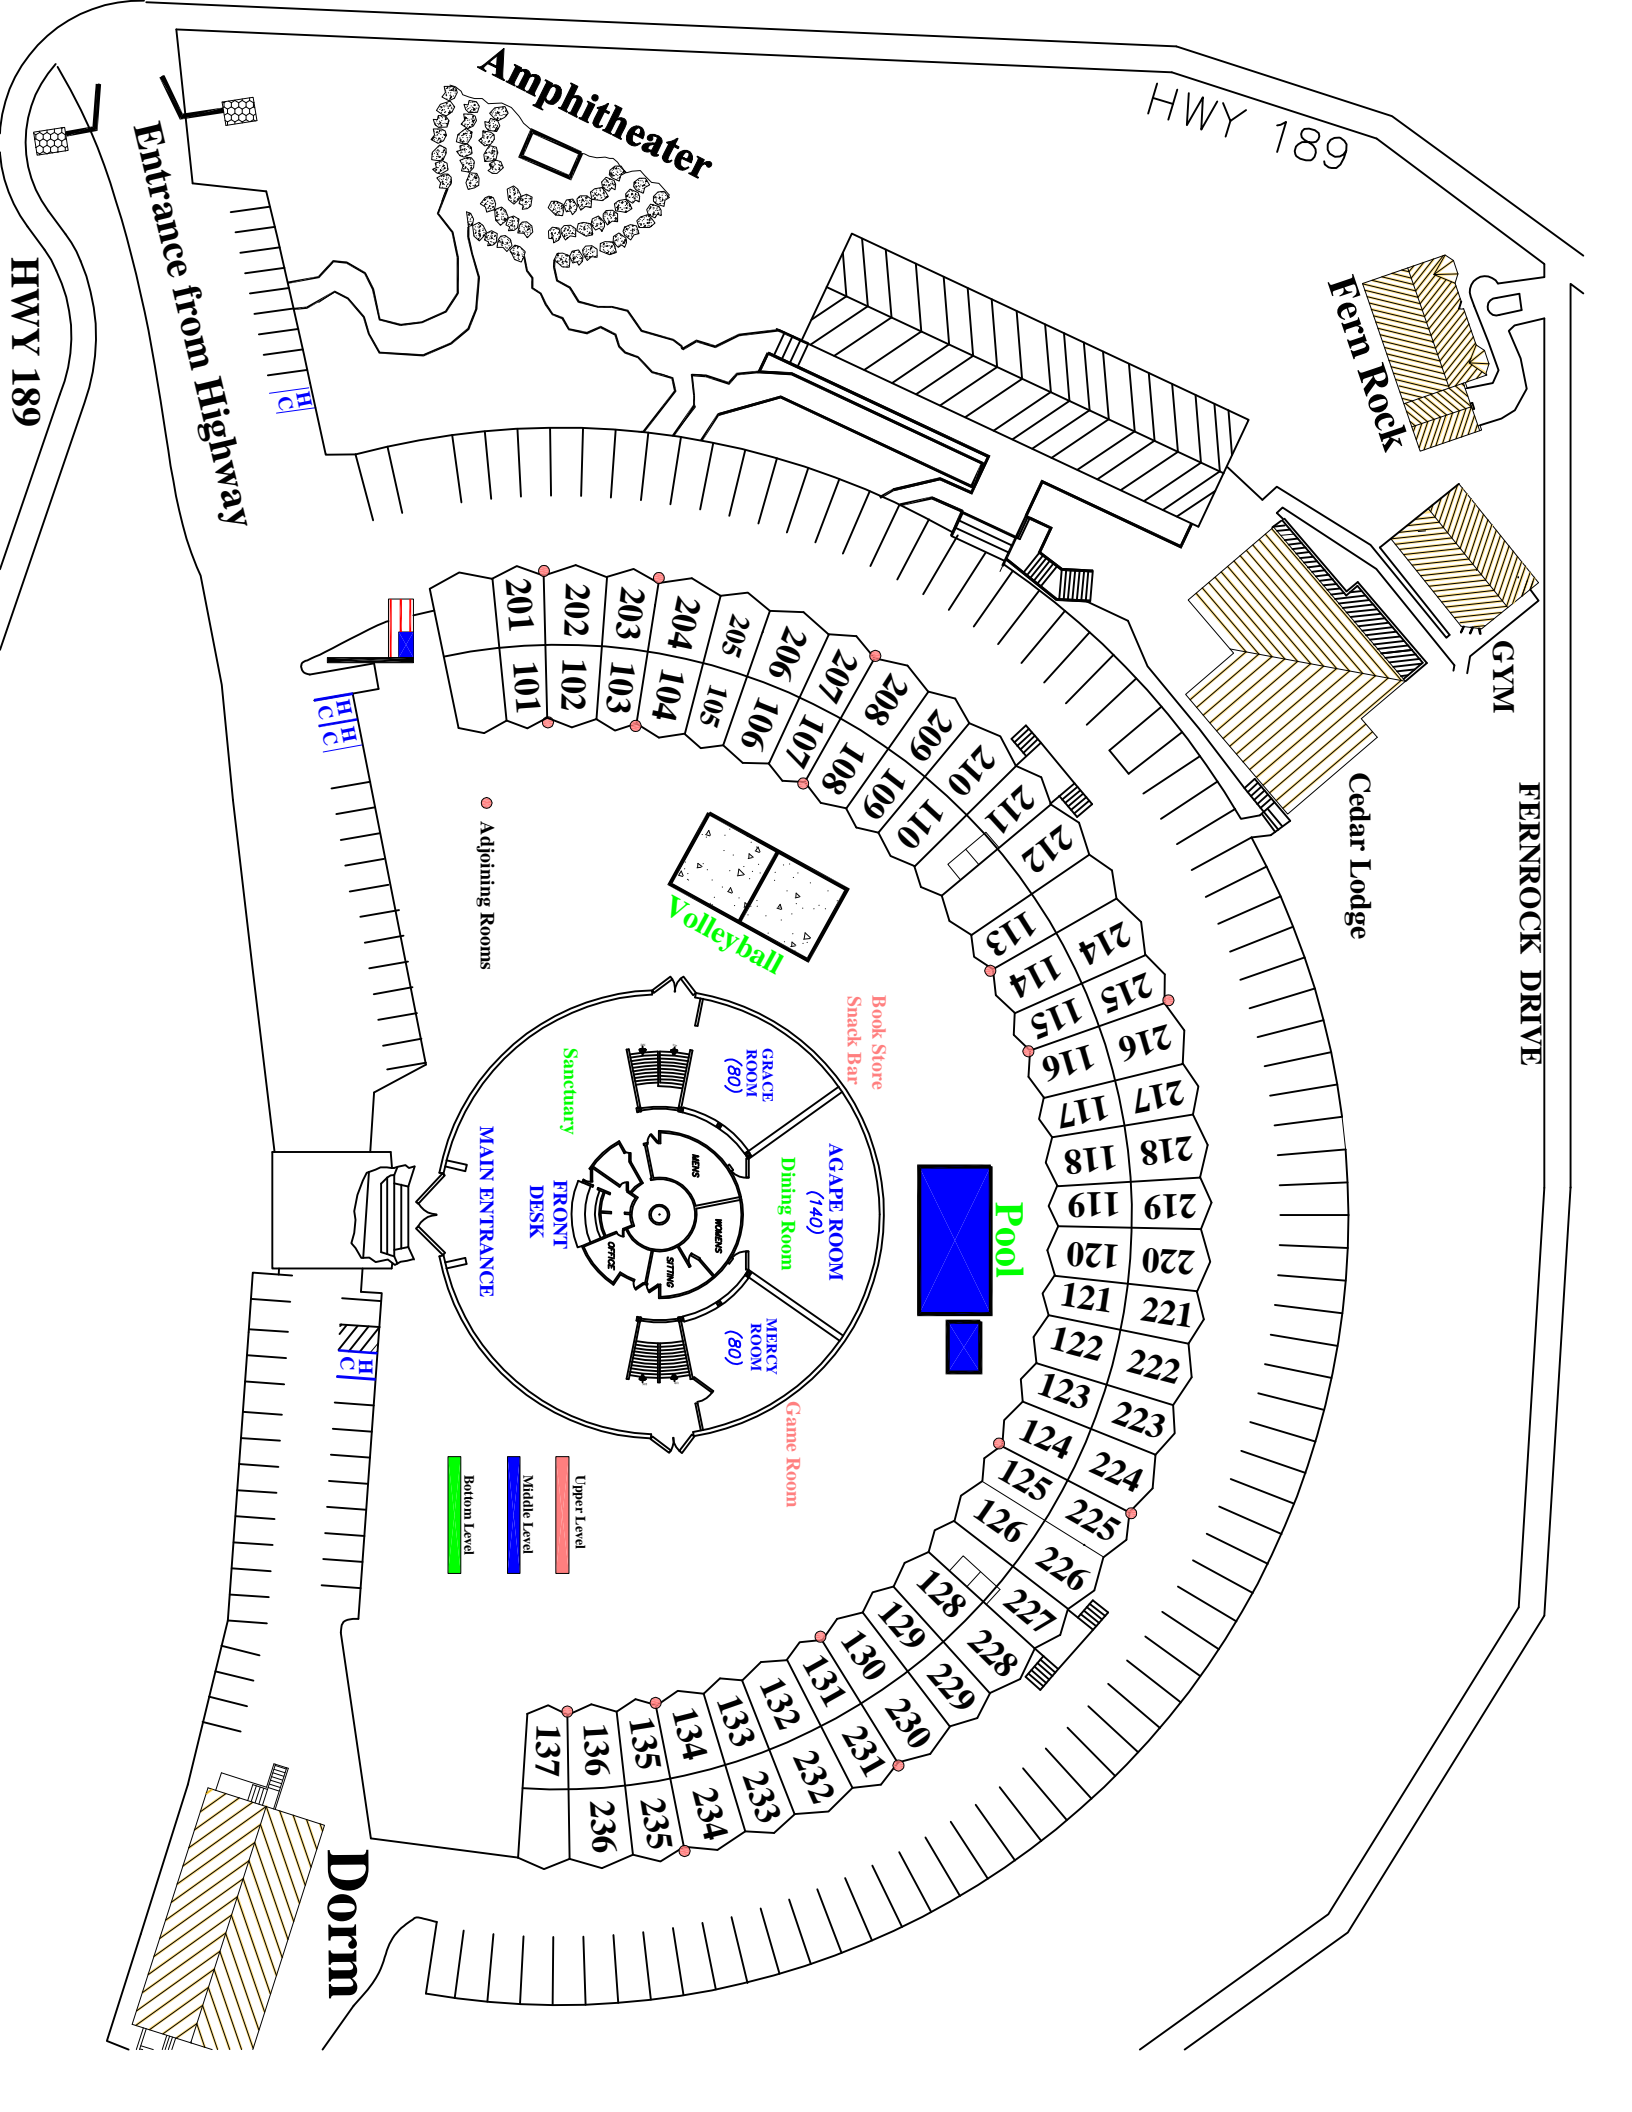 Amphitheater
HWY 189
Entrance from Highway
HWY 189
Fern Rock
GYM
Cedar Lodge
FERNROCK DRIVE
H
C
201
202
203
204
205
206
207
208
209
210
211
212
214
215
216
217
218
219
220
221
222
223
224
225
226
227
228
229
230
231
232
233
234
235
236
101
102
103
104
105
106
107
108
109
110
113
114
115
116
117
118
119
120
121
122
123
124
125
126
128
129
130
131
132
133
134
135
136
137
H H
C C
Adjoining Rooms
Volleyball
Book Store
Snack Bar
GRACE
ROOM
(80)
Sanctuary
AGAPE ROOM
(140)
Dining Room
MENS
WOMENS
SITTING
OFFICE
FRONT
DESK
MAIN ENTRANCE
MERCY
ROOM
(80)
Game Room
Pool
H
C
Upper Level
Middle Level
Bottom Level
Dorm